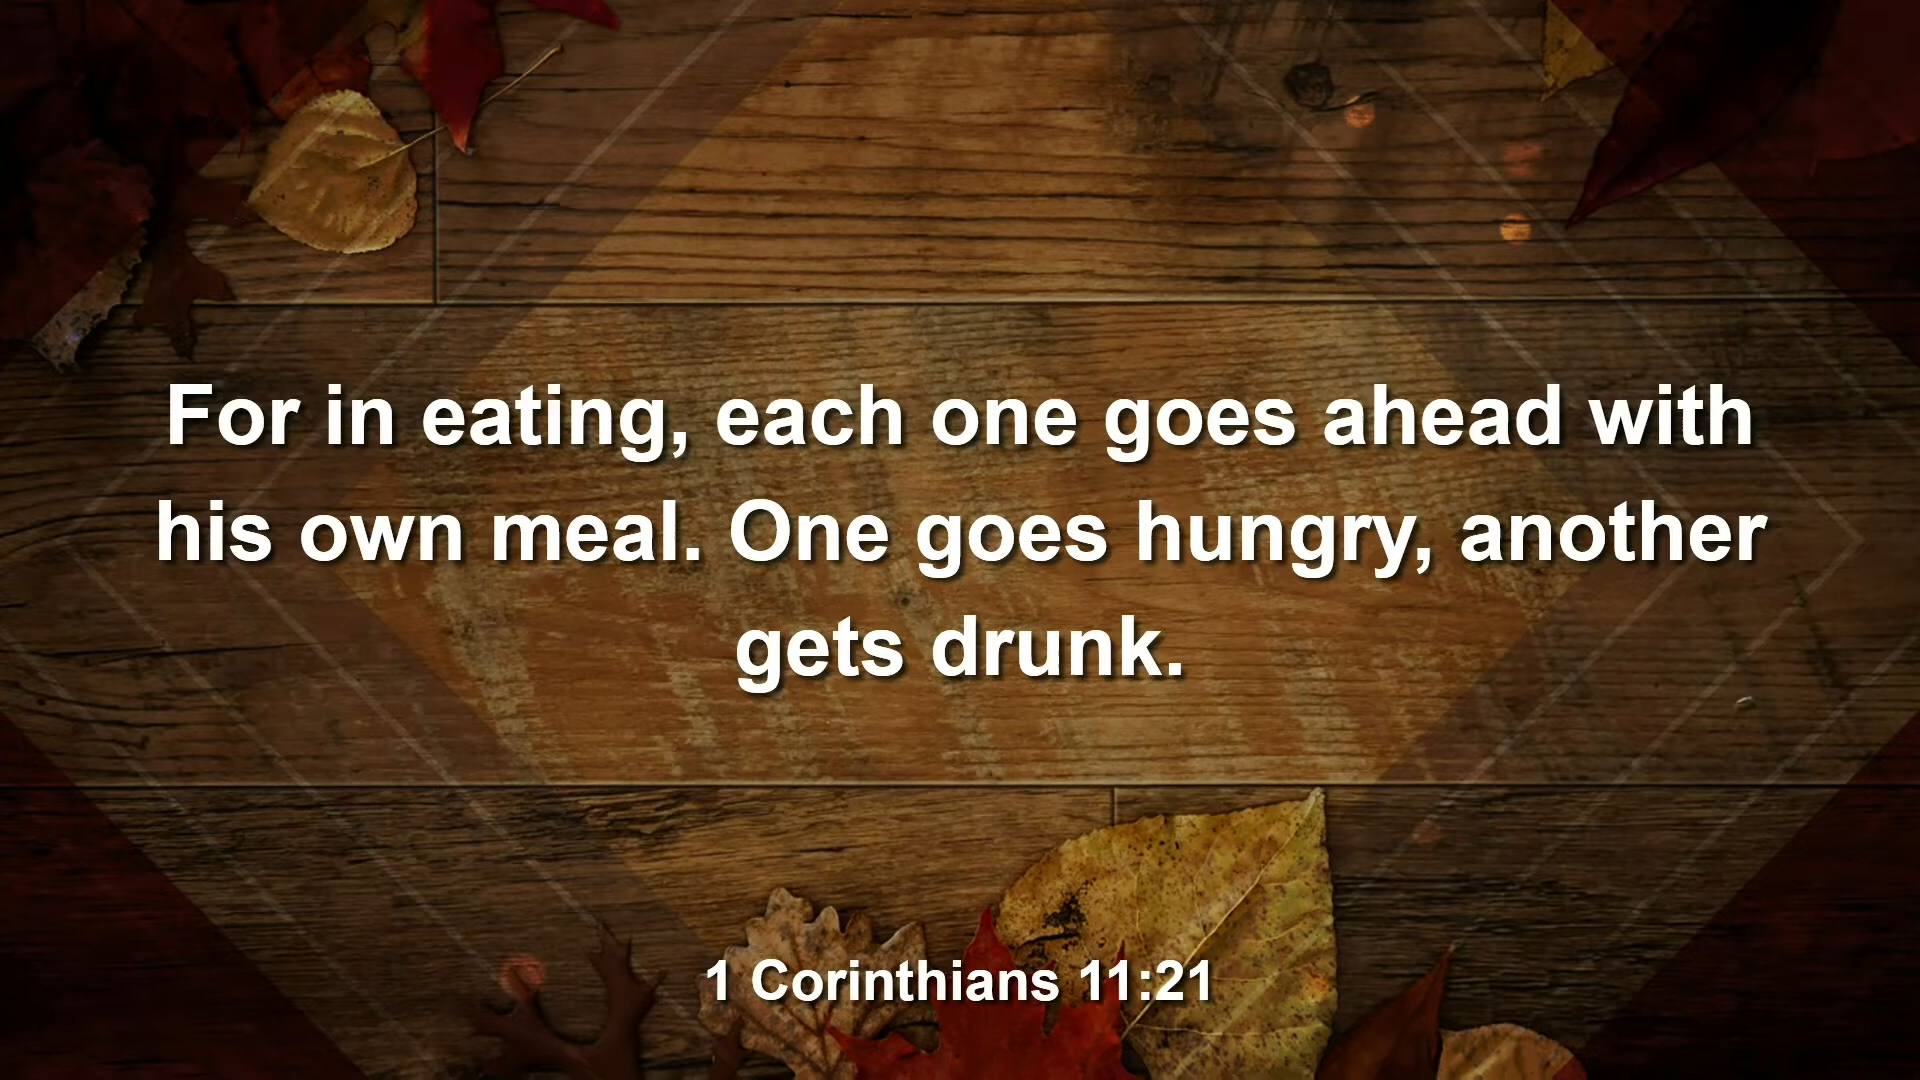 For in eating, each one goes ahead with
his own meal. One goes hungry, another
gets drunk.
1 Corinthians 11:21